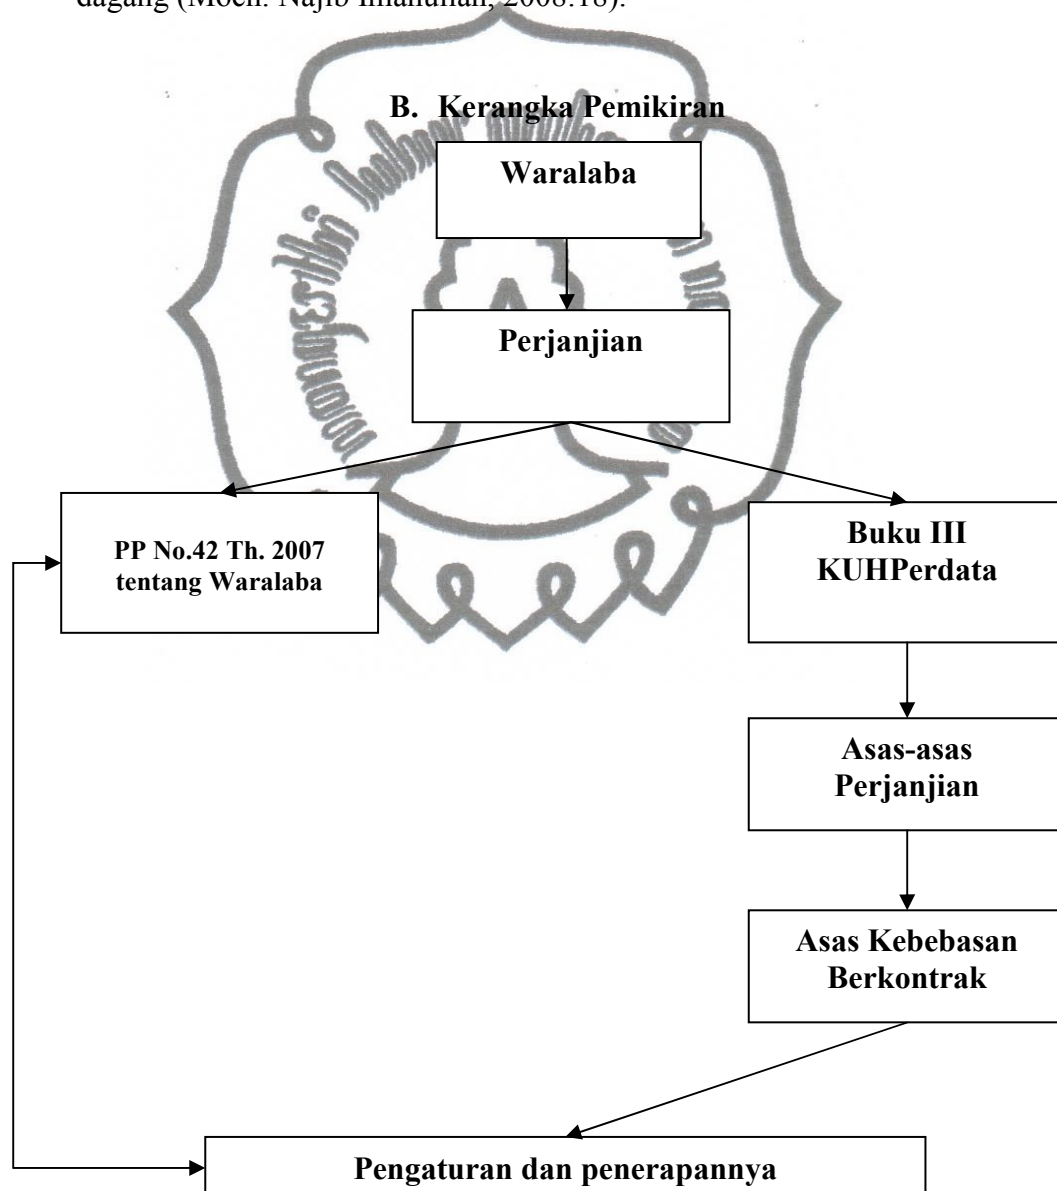 dagang (Moch. Najib Imanullah, 2008:18).
B. Kerangka Pemikiran
Waralaba
Perjanjian
PP No.42 Th. 2007
tentang Waralaba
Buku III
KUHPerdata
Asas-asas
Perjanjian
Asas Kebebasan
Berkontrak
Pengaturan dan penerapannya